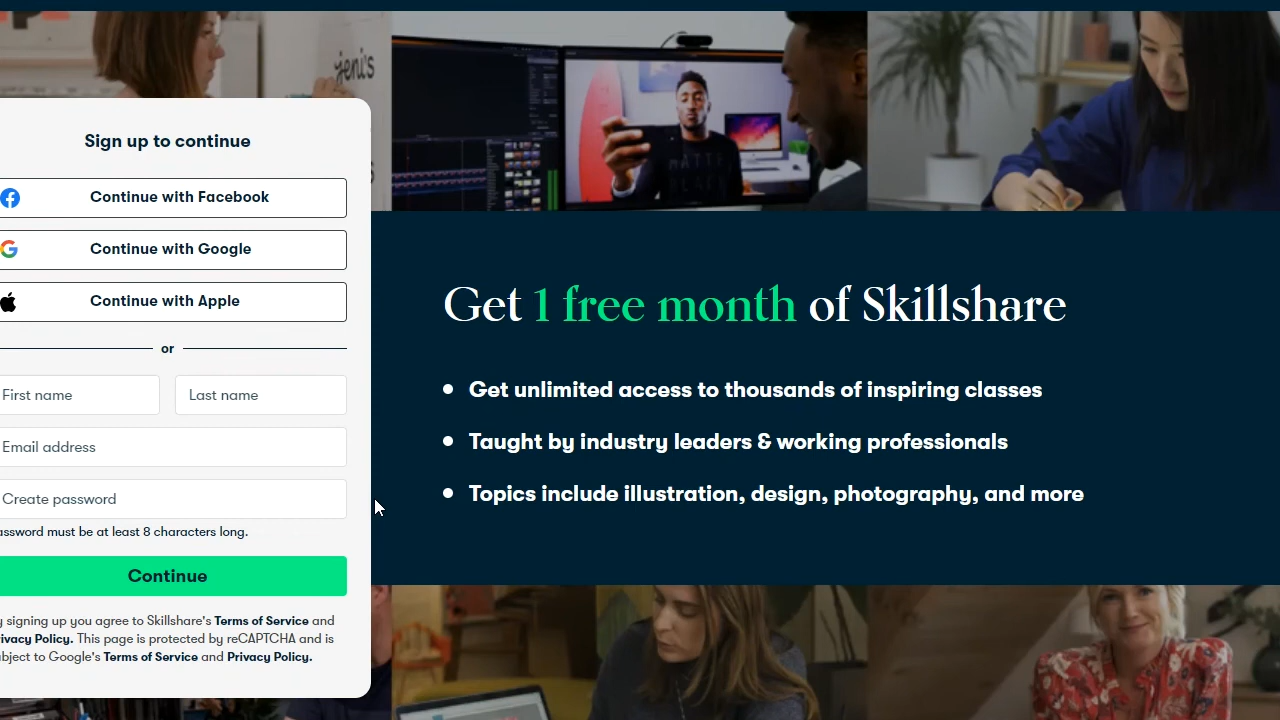 jeni's
Sign up to continue
Continue with Facebook
Continue with Google
Continue with Apple
or
First name
Last name
Email address
Create password
assword must be at least 8 characters long.
Continue
y signing up you agree to Skillshare's Terms of Service and
rivacy Policy. This page is protected by reCAPTCHA and is
bject to Google's Terms of Service and Privacy Policy.
MATTE
BLACK
Get 1 free month of Skillshare
Get unlimited access to thousands of inspiring classes
Taught by industry leaders & working professionals
Topics include illustration, design, photography, and more